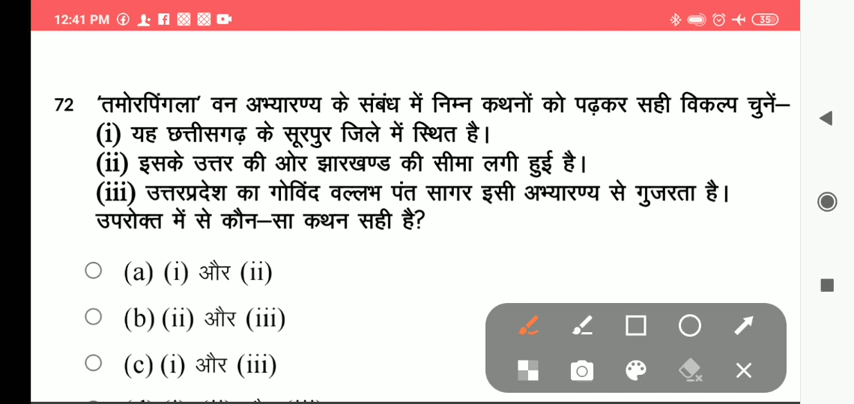 12:41 PM
35
72 'तमोरपिंगला' वन अभ्यारण्य के संबंध में निम्न कथनों को पढ़कर सही विकल्प चुनें–
(i) यह छत्तीसगढ़ के सूरपुर जिले में स्थित है।
(ii) इसके उत्तर की ओर झारखण्ड की सीमा लगी हुई है।
(iii) उत्तरप्रदेश का गोविंद वल्लभ पंत सागर इसी अभ्यारण्य से गुजरता है।
उपरोक्त में से कौन–सा कथन सही है?
(a) (i) और (ii)
(b) (ii) और (iii)
(c) (i) और (iii)